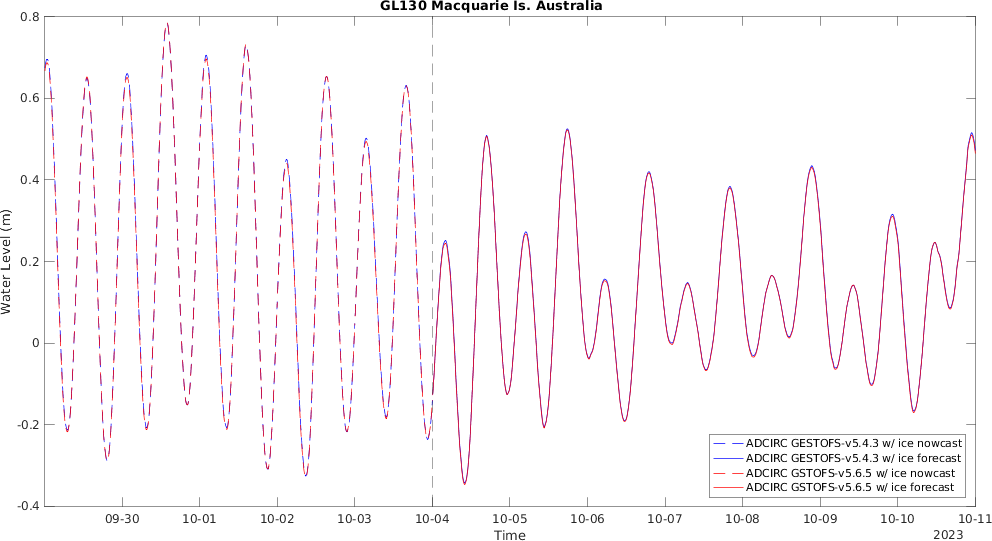 GL130 Macquarie Is. Australia
0.8
0.6
0.4
0.2
0
-0.2
-0.4
Water Level (m)
ADCIRC GESTOFS-v5.4.3 w/ ice nowcast
ADCIRC GESTOFS-v5.4.3 w/ ice forecast
ADCIRC GSTOFS-v5.6.5 w/ ice nowcast
ADCIRC GSTOFS-v5.6.5 w/ ice forecast
09-30 10-01 10-02 10-03 10-04 10-05 10-06 10-07 10-08 10-09 10-10 10-11
Time
2023